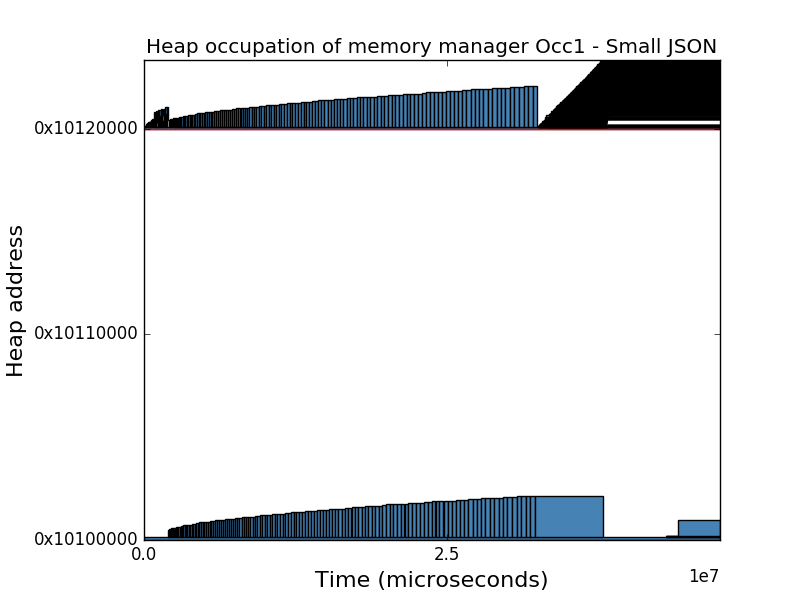 Heap occupation of memory manager Occ1 - Small JSON
0x10120000
0x10110000
0x10100000
Heap address
0.0
2.5
1e7
Time (microseconds)